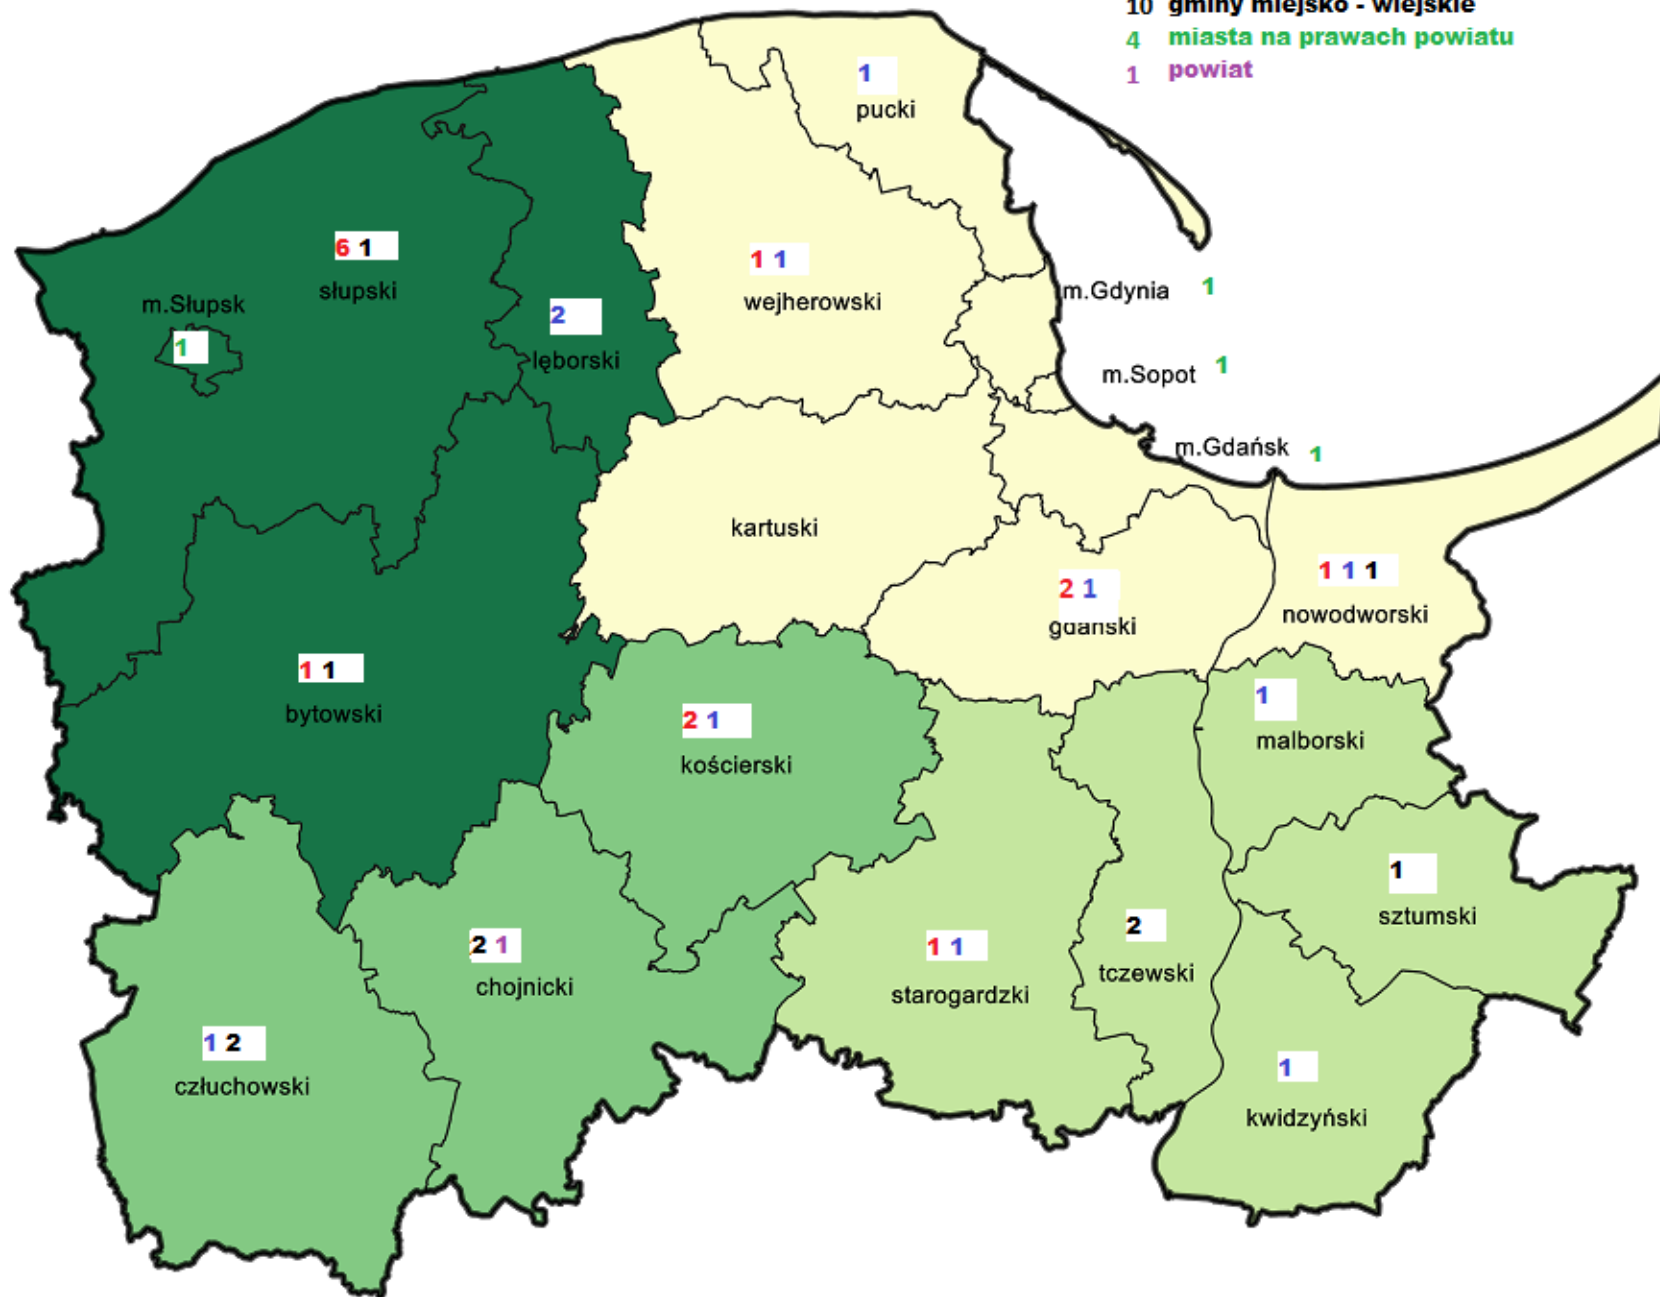 10 gminy miejsko - wiejskie
4 miasta na prawach powiatu
1 powiat
1
pucki
6 1
słupski
1 1
wejherowski
m.Gdynia 1
m.Słupsk
1
2
lęborski
m.Sopot 1
m.Gdańsk 1
kartuski
2 1
gdański
1 1 1
nowodworski
1 1
bytowski
2 1
kościerski
1
malborski
1
sztumski
2 1
chojnicki
1 1
starogardzki
2
tczewski
1 2
człuchowski
1
kwidzyński